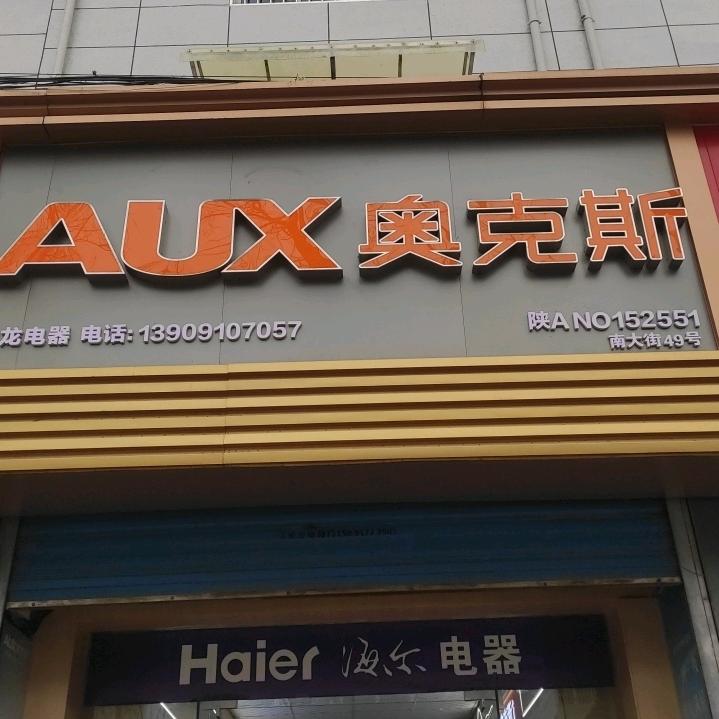 AUX 奥克斯
龙电器 电话:13909107057
陕A NO152551
南大街49号
Haier 海尔 电器